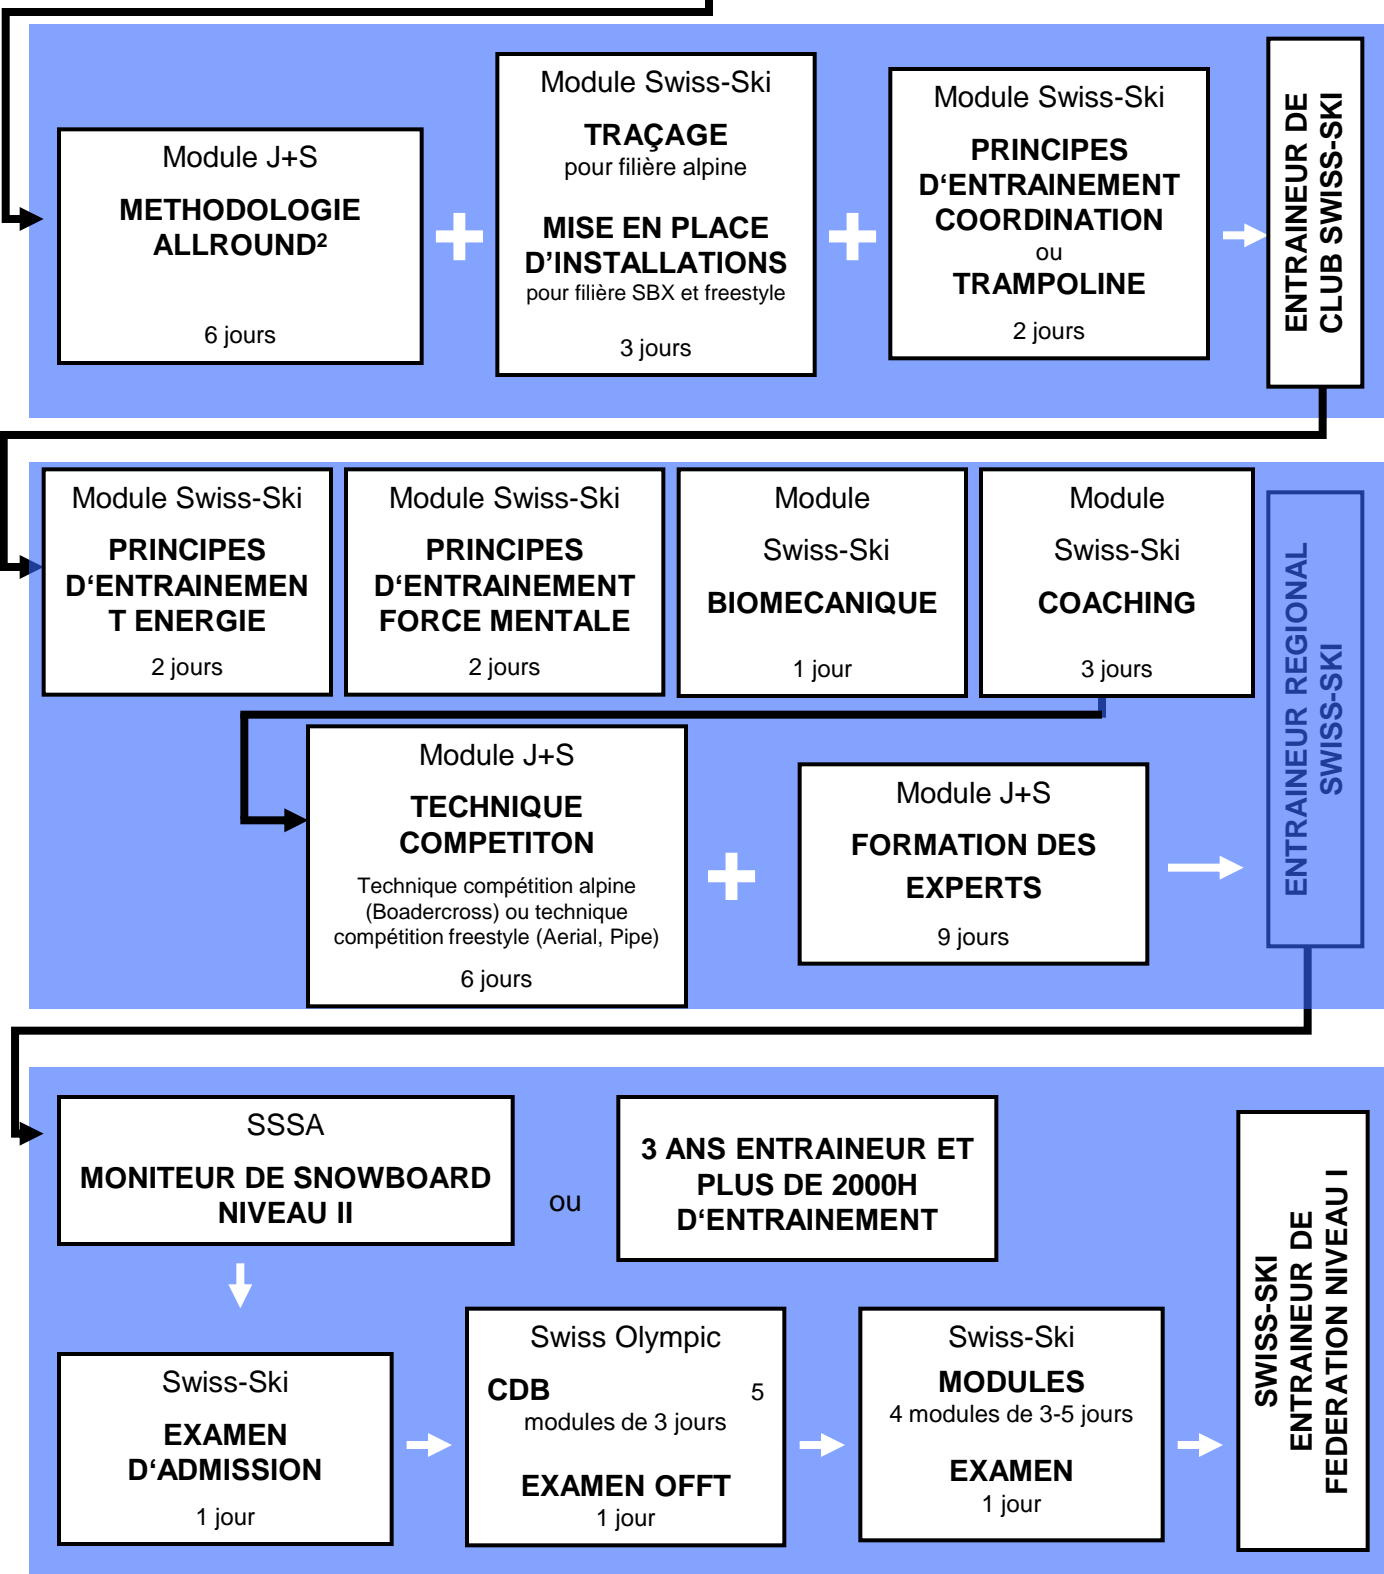 Module J+S
METHODOLOGIE
ALLROUND²
6 jours
Module Swiss-Ski
TRAÇAGE
pour filière alpine
MISE EN PLACE
D’INSTALLATIONS
pour filière SBX et freestyle
3 jours
Module Swiss-Ski
PRINCIPES
D‘ENTRAINEMENT
COORDINATION
ou
TRAMPOLINE
2 jours
ENTRAINEUR DE
CLUB SWISS-SKI
Module Swiss-Ski
PRINCIPES
D‘ENTRAINEMEN
T ENERGIE
2 jours
Module Swiss-Ski
PRINCIPES
D‘ENTRAINEMENT
FORCE MENTALE
2 jours
Module
Swiss-Ski
BIOMECANIQUE
1 jour
Module
Swiss-Ski
COACHING
3 jours
Module J+S
TECHNIQUE
COMPETITON
Technique compétition alpine
(Boadercross) ou technique
compétition freestyle (Aerial, Pipe)
6 jours
Module J+S
FORMATION DES
EXPERTS
9 jours
ENTRAINEUR REGIONAL
SWISS-SKI
SSSA
MONITEUR DE SNOWBOARD
NIVEAU II
ou
3 ANS ENTRAINEUR ET
PLUS DE 2000H
D‘ENTRAINEMENT
Swiss-Ski
EXAMEN
D‘ADMISSION
1 jour
Swiss Olympic
CDB 5
modules de 3 jours
EXAMEN OFFT
1 jour
Swiss-Ski
MODULES
4 modules de 3-5 jours
EXAMEN
1 jour
SWISS-SKI
ENTRAINEUR DE
FEDERATION NIVEAU I